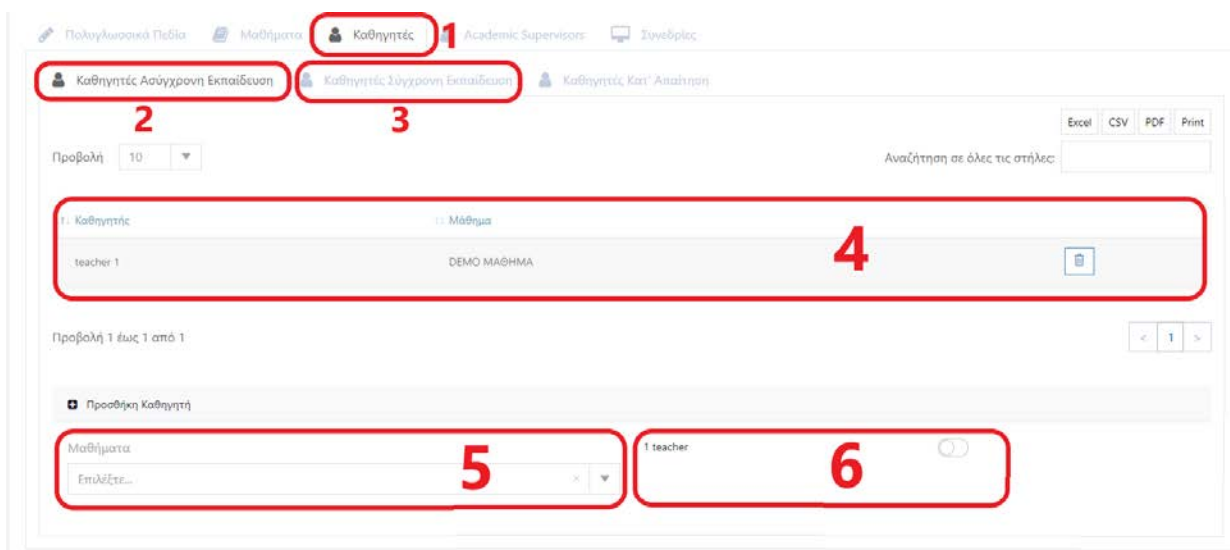 Πολυγλωσσικά Πεδία Μαθήματα Καθηγητές 1 Academic Supervisors Συνεδρίες
Καθηγητές Ασύγχρονη Εκπαίδευση Καθηγητές Σύγχρονη Εκπαίδευση Καθηγητές Κατ' Απαίτηση
2 3
Excel CSV PDF Print
Προβολή 10 Αναζήτηση σε όλες τις στήλες:
Καθηγητής Μάθημα
teacher 1 DEMO ΜΑΘΗΜΑ 4
Προβολή 1 έως 1 από 1 < 1 >
Προσθήκη Καθηγητή
Μαθήματα 5 1 teacher 6
Επιλέξτε... ×